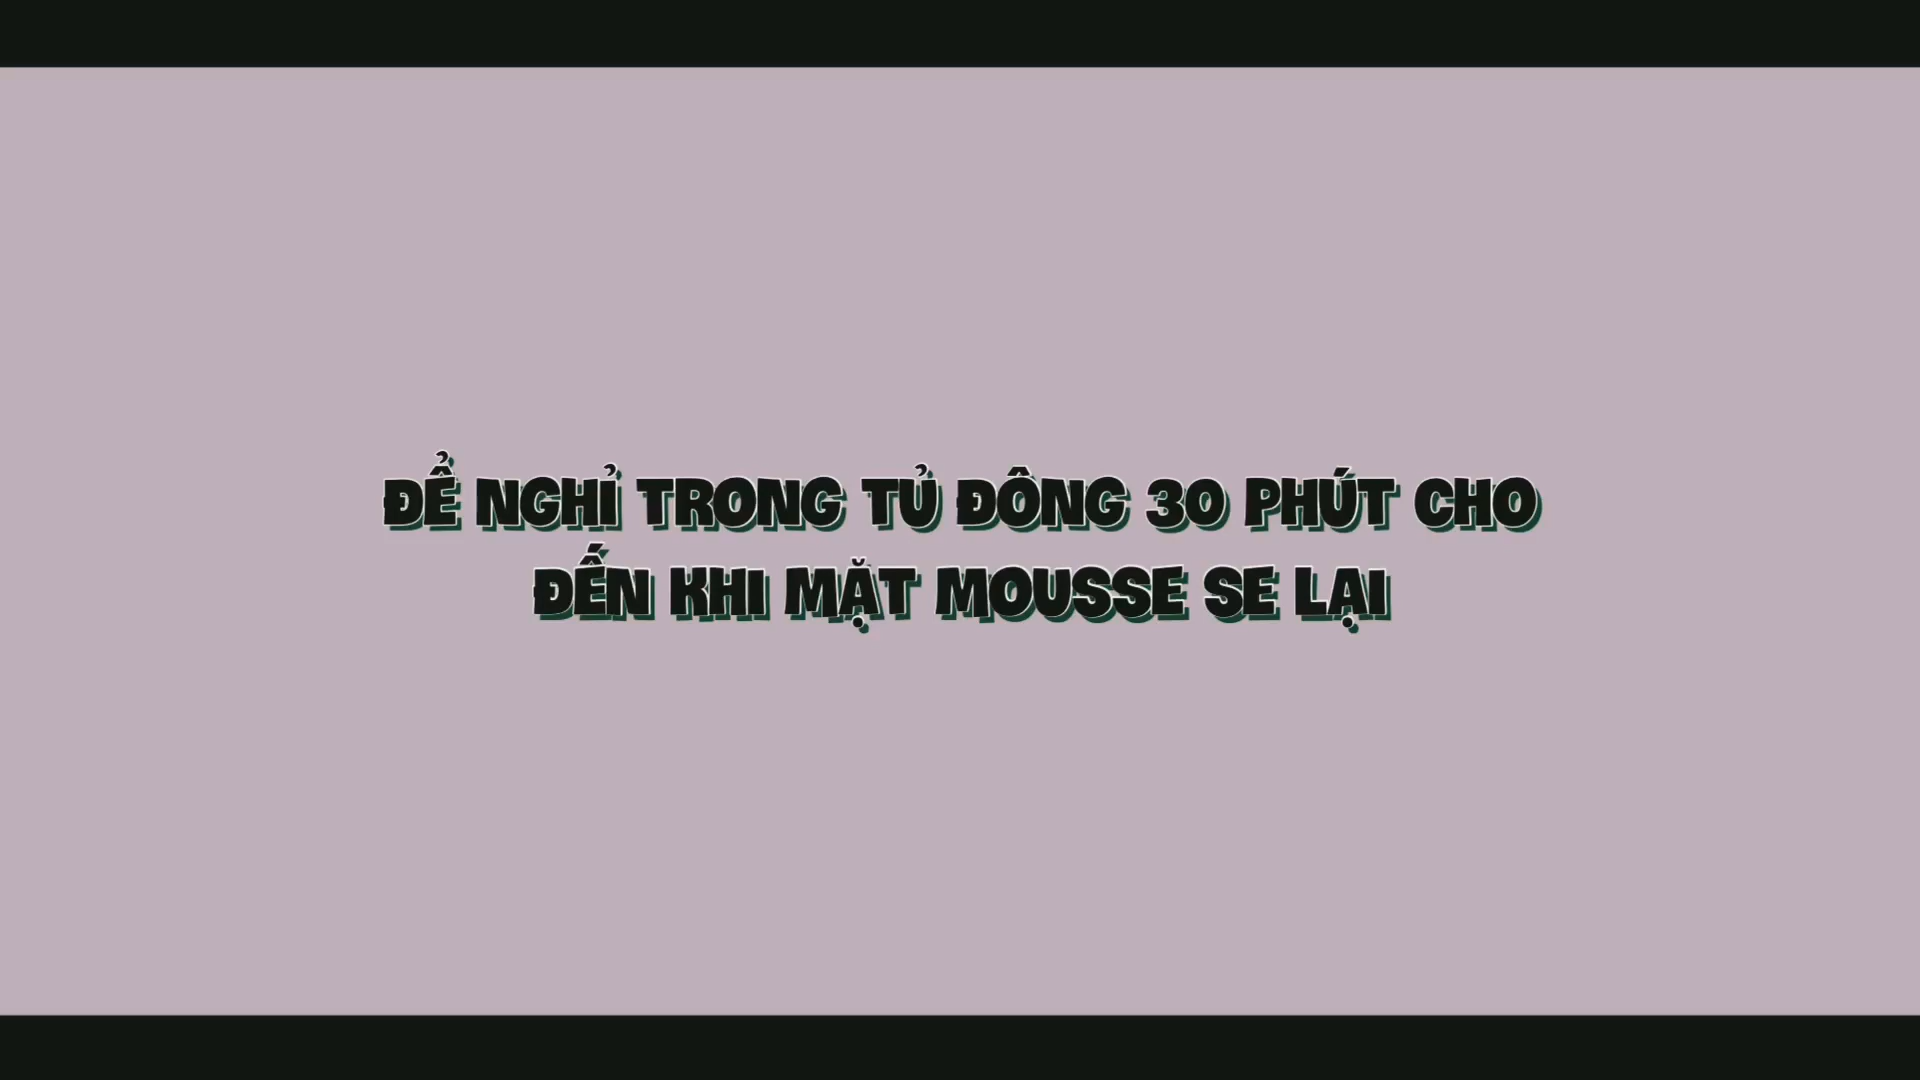 ĐỂ NGHỈ TRONG TỦ ĐÔNG 30 PHÚT CHO
ĐẾN KHI MẶT MOUSSE SE LẠI